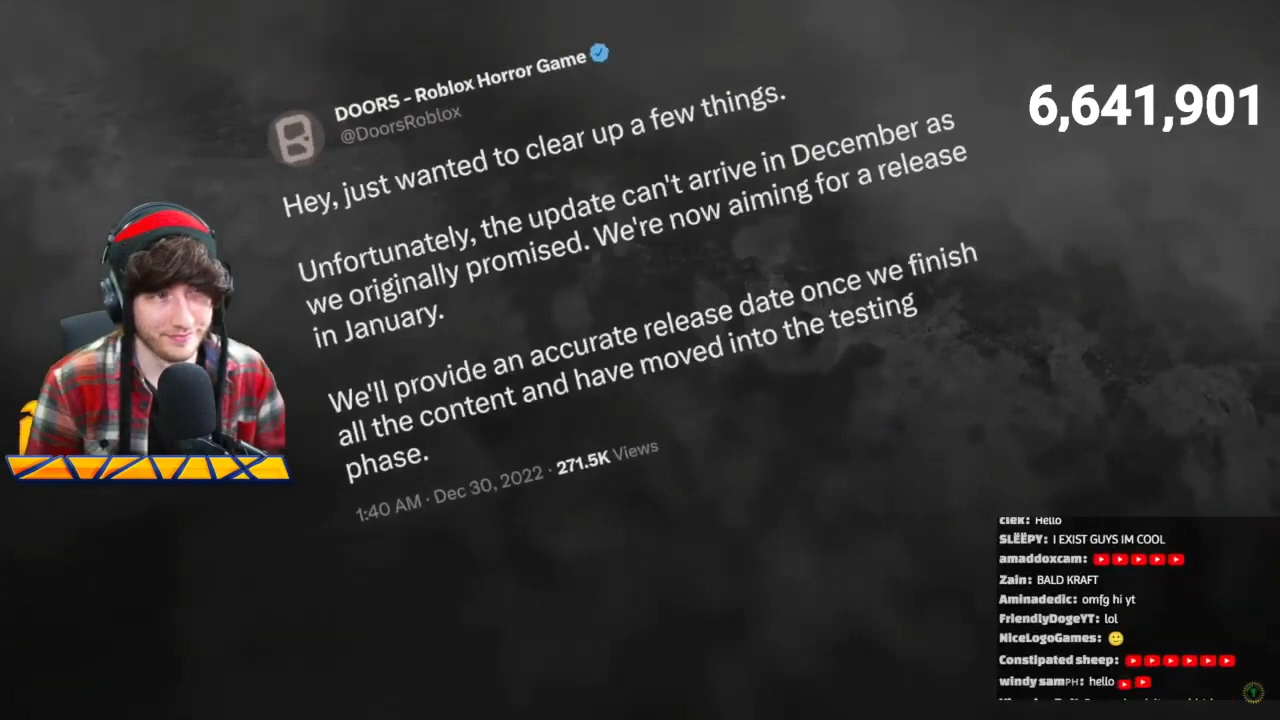 DOORS - Roblox Horror Game
@DoorsRoblox
6,641,901
Hey, just wanted to clear up a few things.
Unfortunately, the update can't arrive in December as
we originally promised. We're now aiming for a release
in January.
We'll provide an accurate release date once we finish
all the content and have moved into the testing
phase.
1:40 AM · Dec 30, 2022 · 271.5K Views
Hello
SLËËPY: I EXIST GUYS IM COOL
amaddoxcam:
Zain: BALD KRAFT
Aminadedic: omfg hi yt
FriendlyDogeYT: lol
NiceLogoGames:
Constipated sheep:
windy samPH: hello